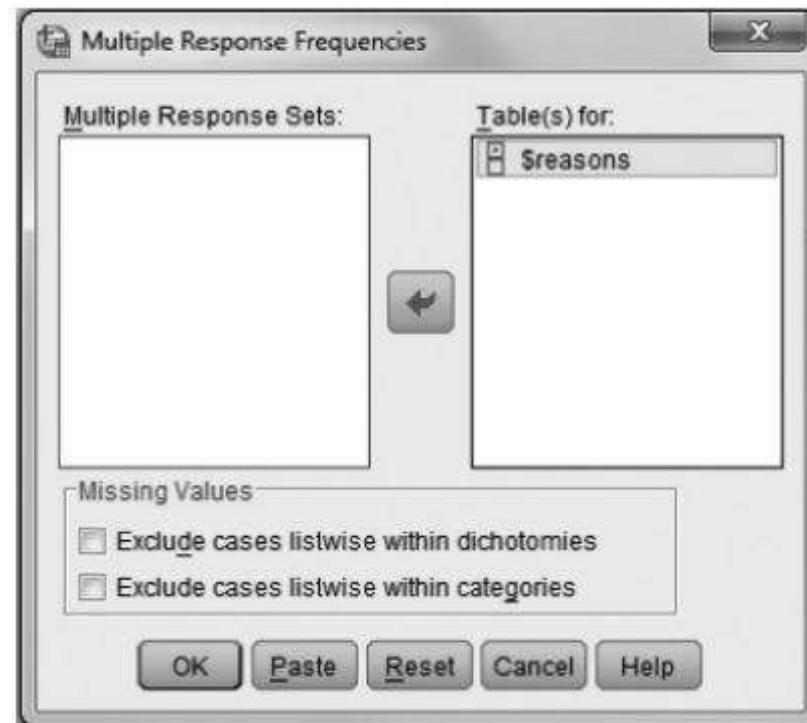 Multiple Response Frequencies
X
Multiple Response Sets:
Table(s) for:
$reasons
Missing Values
Exclude cases listwise within dichotomies
Exclude cases listwise within categories
OK Paste Reset Cancel Help